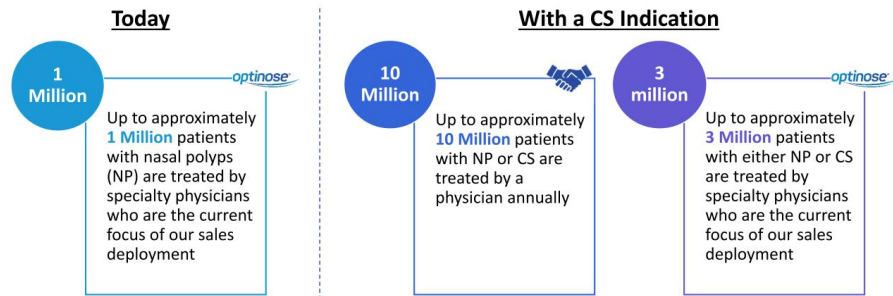 Today
With a CS Indication
1
Million
optinose
Up to approximately
1 Million patients
with nasal polyps
(NP) are treated by
specialty physicians
who are the current
focus of our sales
deployment
10
Million
Up to approximately
10 Million patients
with NP or CS are
treated by a
physician annually
3
million
optinose
Up to approximately
3 Million patients
with either NP or CS
are treated by
specialty physicians
who are the current
focus of our sales
deployment